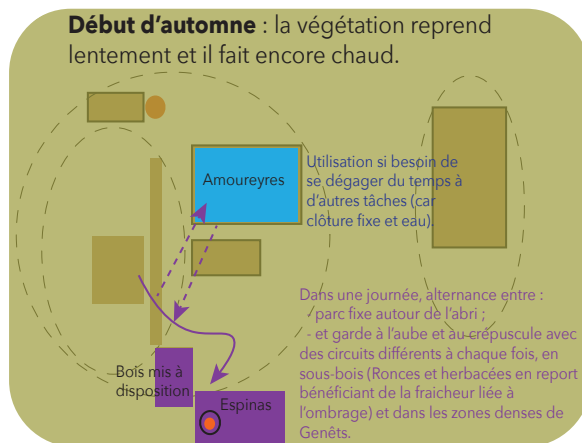 Début d'automne : la végétation reprend
lentement et il fait encore chaud.
Amoureyres
Utilisation si besoin de
se dégager du temps à
d'autres tâches (car
clôture fixe et eau).
Dans une journée, alternance entre :
- parc fixe autour de l'abri ;
- et garde à l'aube et au crépuscule avec
des circuits différents à chaque fois, en
sous-bois (Ronces et herbacées en report
bénéficiant de la fraicheur liée à
l'ombrage) et dans les zones denses de
Genêts.
Bois mis à
disposition
Espinas